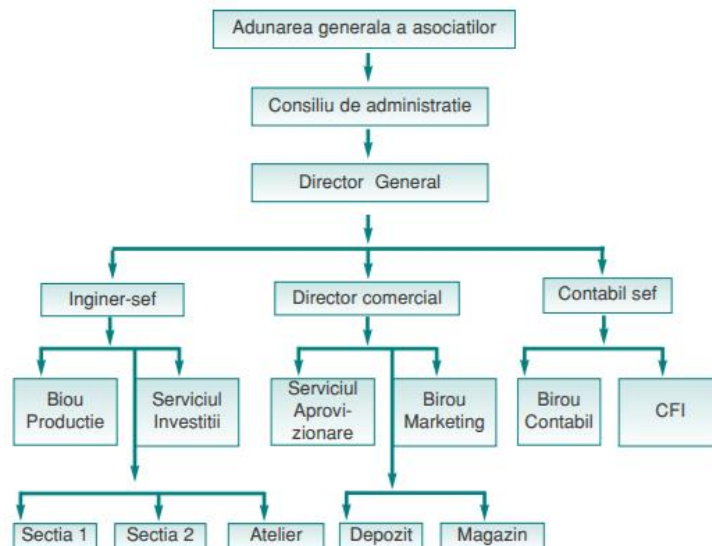 Adunarea generala a asociatilor
Consiliu de administratie
Director General
Inginer-sef
Director comercial
Contabil sef
Biou
Productie
Serviciul
Investitii
Serviciul
Aprovi-
zionare
Birou
Marketing
Birou
Contabil
CFI
Sectia 1
Sectia 2
Atelier
Depozit
Magazin